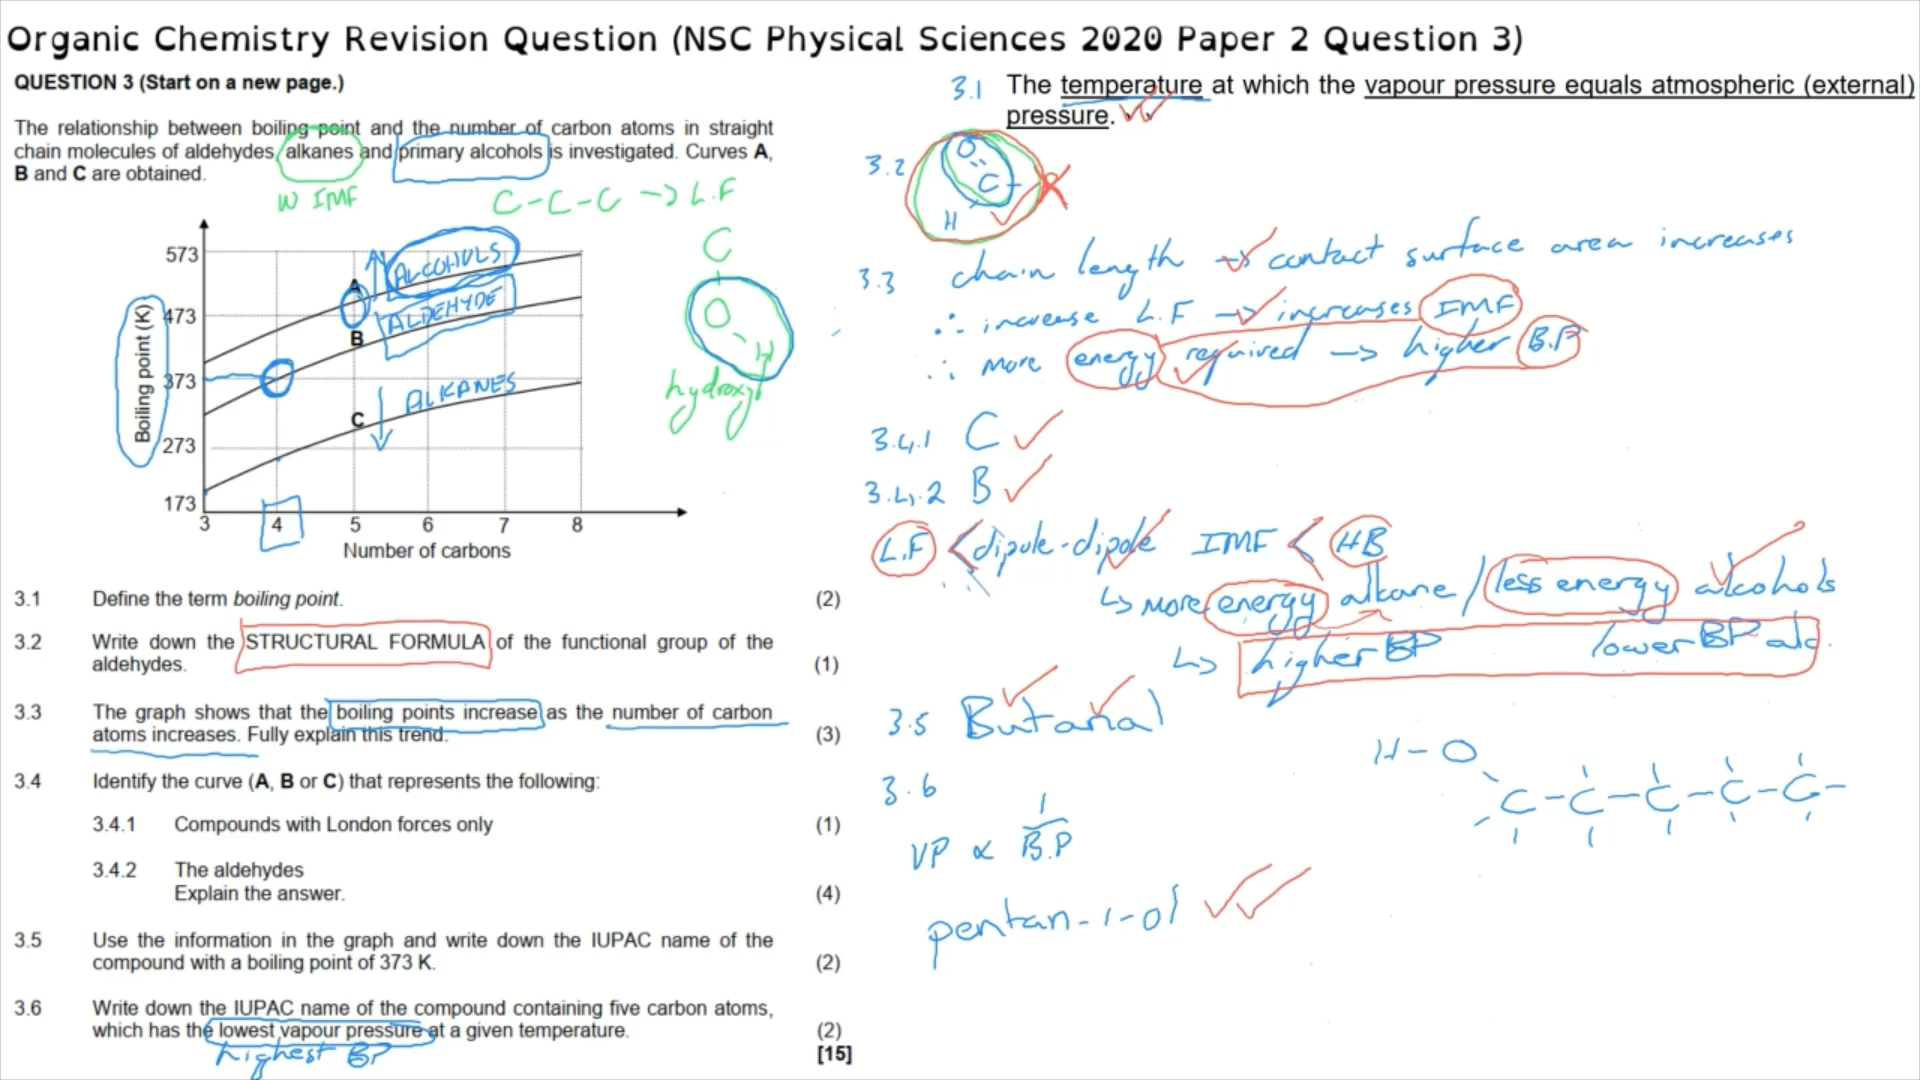 Organic Chemistry Revision Question (NSC Physical Sciences 2020 Paper 2 Question 3)
QUESTION 3 (Start on a new page.)
The relationship between boiling point and the number of carbon atoms in straight
chain molecules of aldehydes, alkanes and primary alcohols is investigated. Curves A,
B and C are obtained.
W IMF
C-C-C -> L.F
573
473
373
273
173
Boiling point (K)
A
B
C
ALCOHOLS
ALDEHYDE
ALKANES
3 4 5 6 7 8
Number of carbons
C
O
H
hydroxyl
3.1 Define the term boiling point. (2)
3.2 Write down the STRUCTURAL FORMULA of the functional group of the
aldehydes. (1)
3.3 The graph shows that the boiling points increase as the number of carbon
atoms increases. Fully explain this trend. (3)
3.4 Identify the curve (A, B or C) that represents the following:
3.4.1 Compounds with London forces only (1)
3.4.2 The aldehydes
Explain the answer. (4)
3.5 Use the information in the graph and write down the IUPAC name of the
compound with a boiling point of 373 K. (2)
3.6 Write down the IUPAC name of the compound containing five carbon atoms,
which has the lowest vapour pressure at a given temperature. (2)
highest BP
[15]
3.1 The temperature at which the vapour pressure equals atmospheric (external)
pressure.
3.2
O
C
H
3.3 chain length -> contact surface area increases
∴ increase L.F -> increases IMF
∴ more energy required -> higher B.P
3.4.1 C
3.4.2 B
L.F < dipole-dipole IMF < HB
↳ more energy alkane / less energy alcohols
↳ higher BP lower BP alc.
3.5 Butanal
H-O
C-C-C-C-C-
3.6
VP ∝ 1/B.P
pentan-1-ol